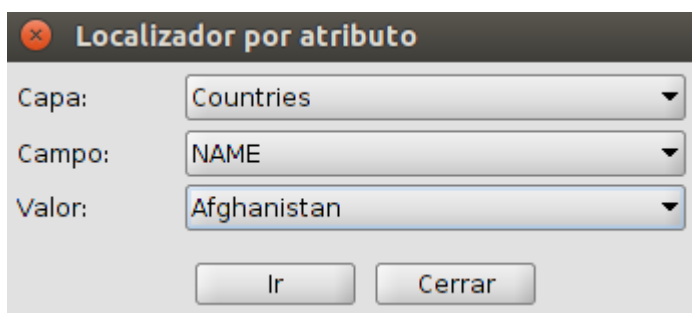 Localizador por atributo
Capa: Countries
Campo: NAME
Valor: Afghanistan
Ir Cerrar